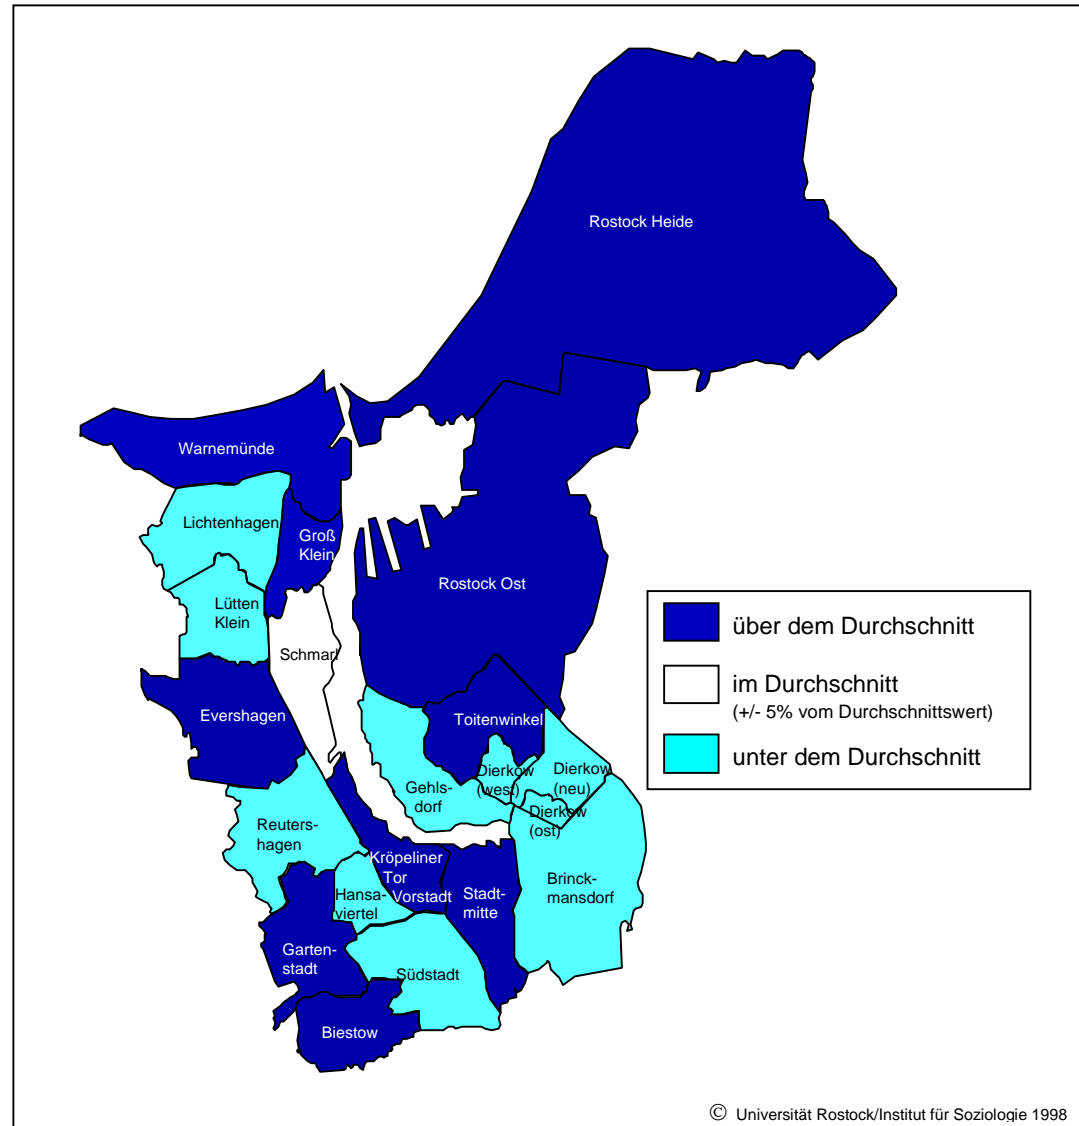 Rostock Heide
Warnemünde
Lichtenhagen
Groß
Klein
Rostock Ost
Lütten
Klein
Schmarl
Evershagen
Toitenwinkel
Dierkow
(west)
Dierkow
(neu)
Gehls-
dorf
Dierkow
(ost)
Reuters-
hagen
Kröpeliner
Tor
Vorstadt
Hansa-
viertel
Stadt-
mitte
Brinck-
mansdorf
Garten-
stadt
Südstadt
Biestow
über dem Durchschnitt
im Durchschnitt
(+/- 5% vom Durchschnittswert)
unter dem Durchschnitt
© Universität Rostock/Institut für Soziologie 1998